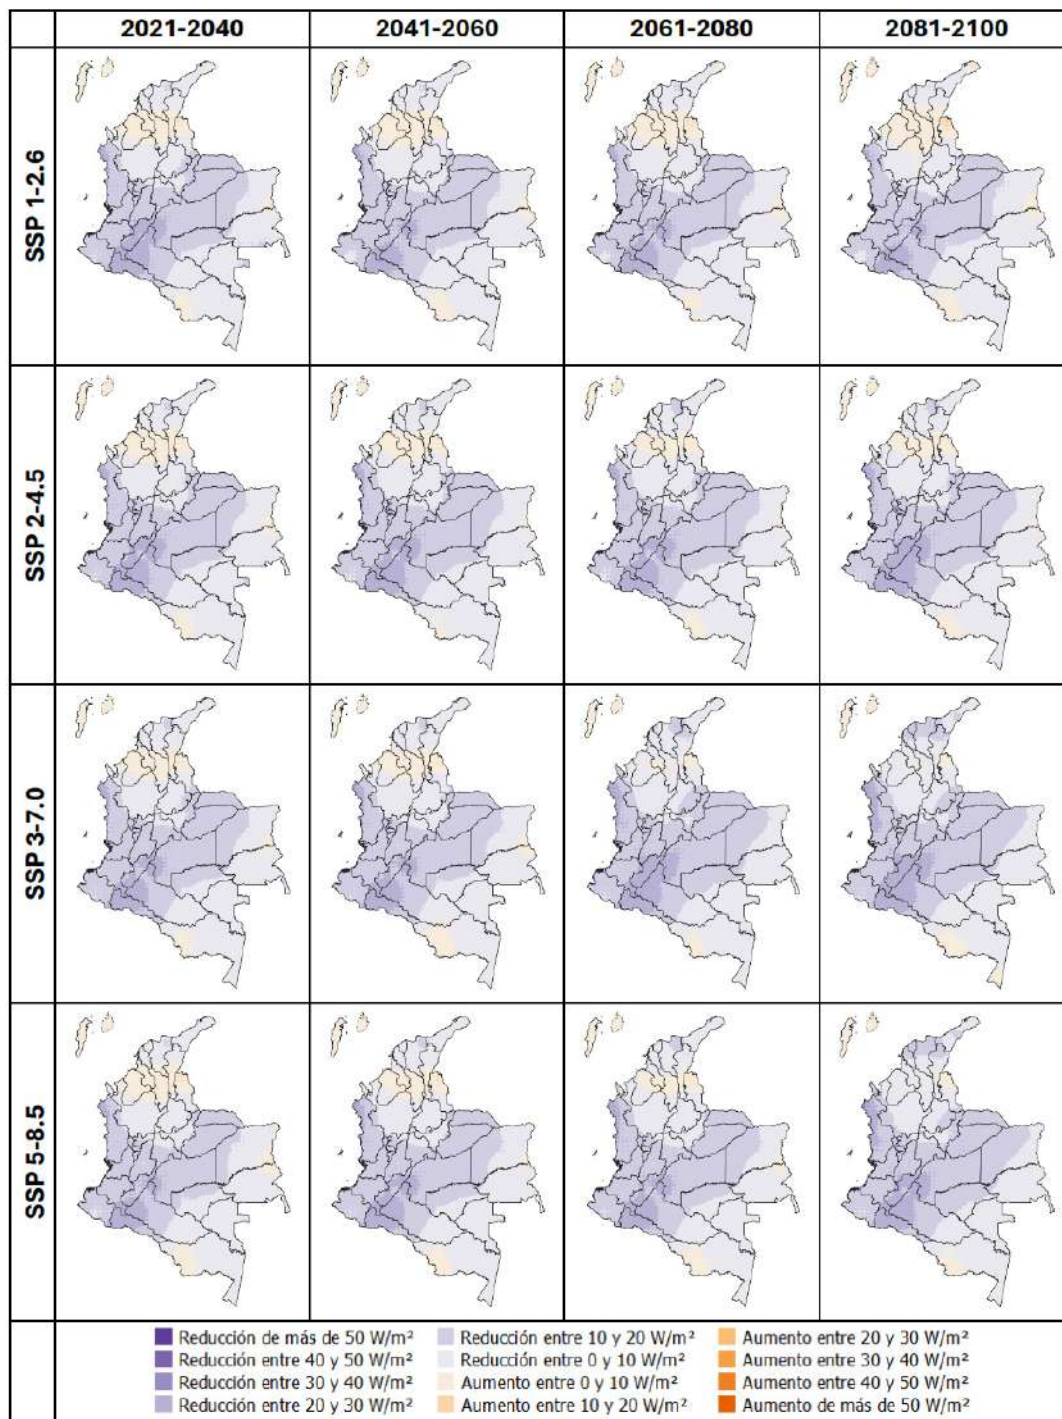 2021-2040 2041-2060 2061-2080 2081-2100
SSP 1-2.6
SSP 2-4.5
SSP 3-7.0
SSP 5-8.5
Reducción de más de 50 W/m² Reducción entre 10 y 20 W/m² Aumento entre 20 y 30 W/m²
Reducción entre 40 y 50 W/m² Reducción entre 0 y 10 W/m² Aumento entre 30 y 40 W/m²
Reducción entre 30 y 40 W/m² Aumento entre 0 y 10 W/m² Aumento entre 40 y 50 W/m²
Reducción entre 20 y 30 W/m² Aumento entre 10 y 20 W/m² Aumento de más de 50 W/m²